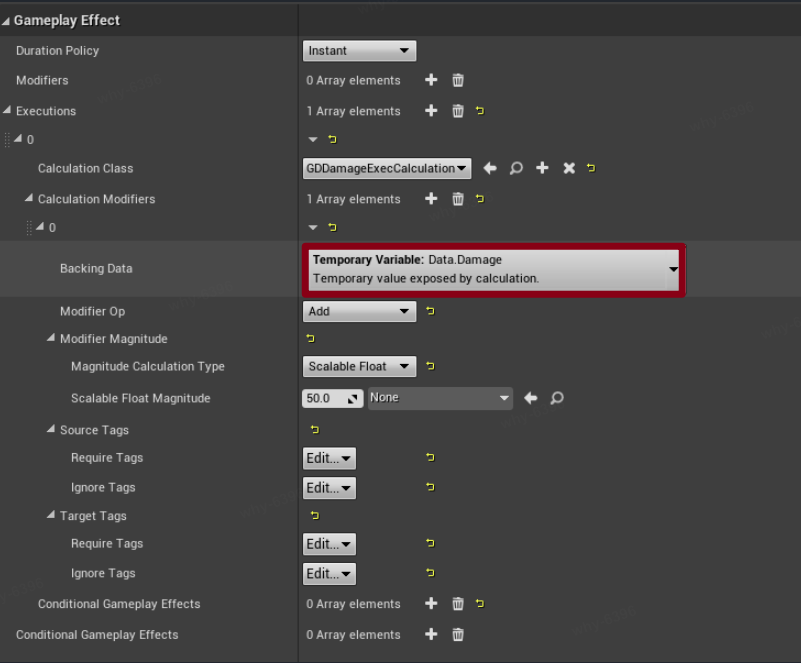 Gameplay Effect
Duration Policy Instant
Modifiers 0 Array elements
Executions 1 Array elements
0
Calculation Class GDDamageExecCalculation
Calculation Modifiers 1 Array elements
0
Backing Data
Temporary Variable: Data.Damage
Temporary value exposed by calculation.
Modifier Op Add
Modifier Magnitude
Magnitude Calculation Type Scalable Float
Scalable Float Magnitude 50.0 None
Source Tags
Require Tags Edit...
Ignore Tags Edit...
Target Tags
Require Tags Edit...
Ignore Tags Edit...
Conditional Gameplay Effects 0 Array elements
Conditional Gameplay Effects 0 Array elements